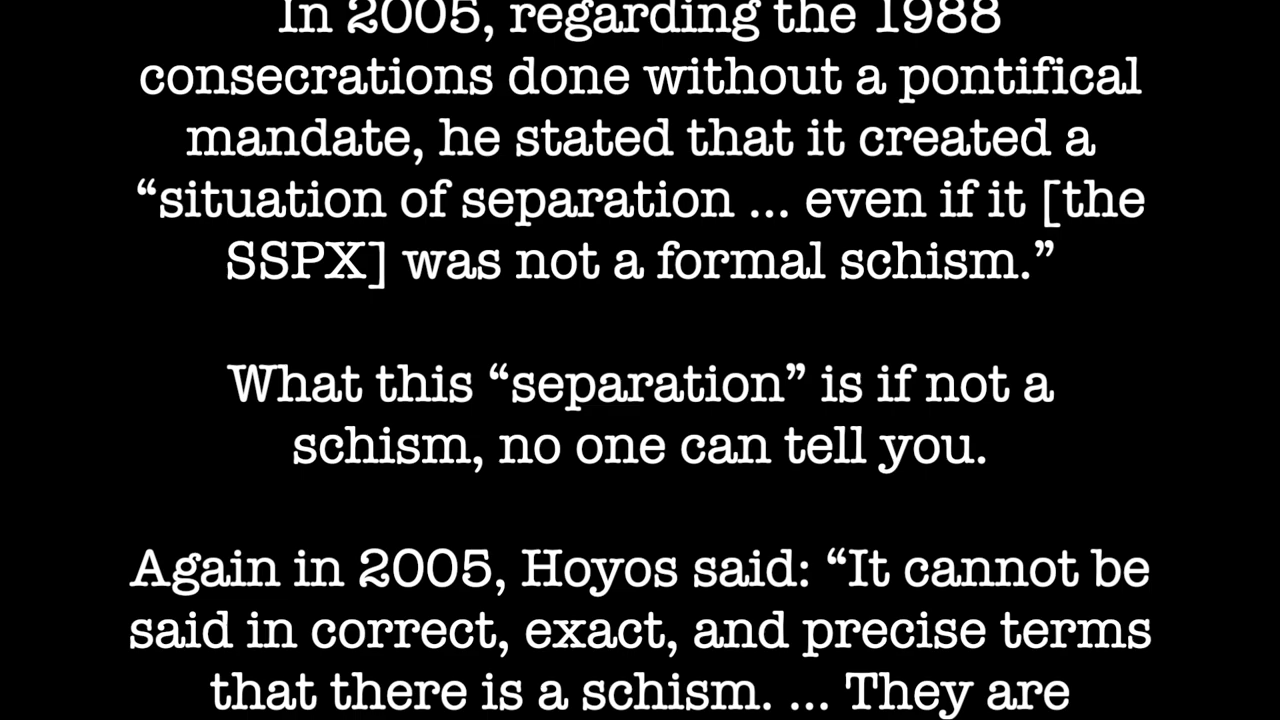 In 2005, regarding the 1988
consecrations done without a pontifical
mandate, he stated that it created a
“situation of separation ... even if it [the
SSPX] was not a formal schism.”
What this “separation” is if not a
schism, no one can tell you.
Again in 2005, Hoyos said: “It cannot be
said in correct, exact, and precise terms
that there is a schism. ... They are